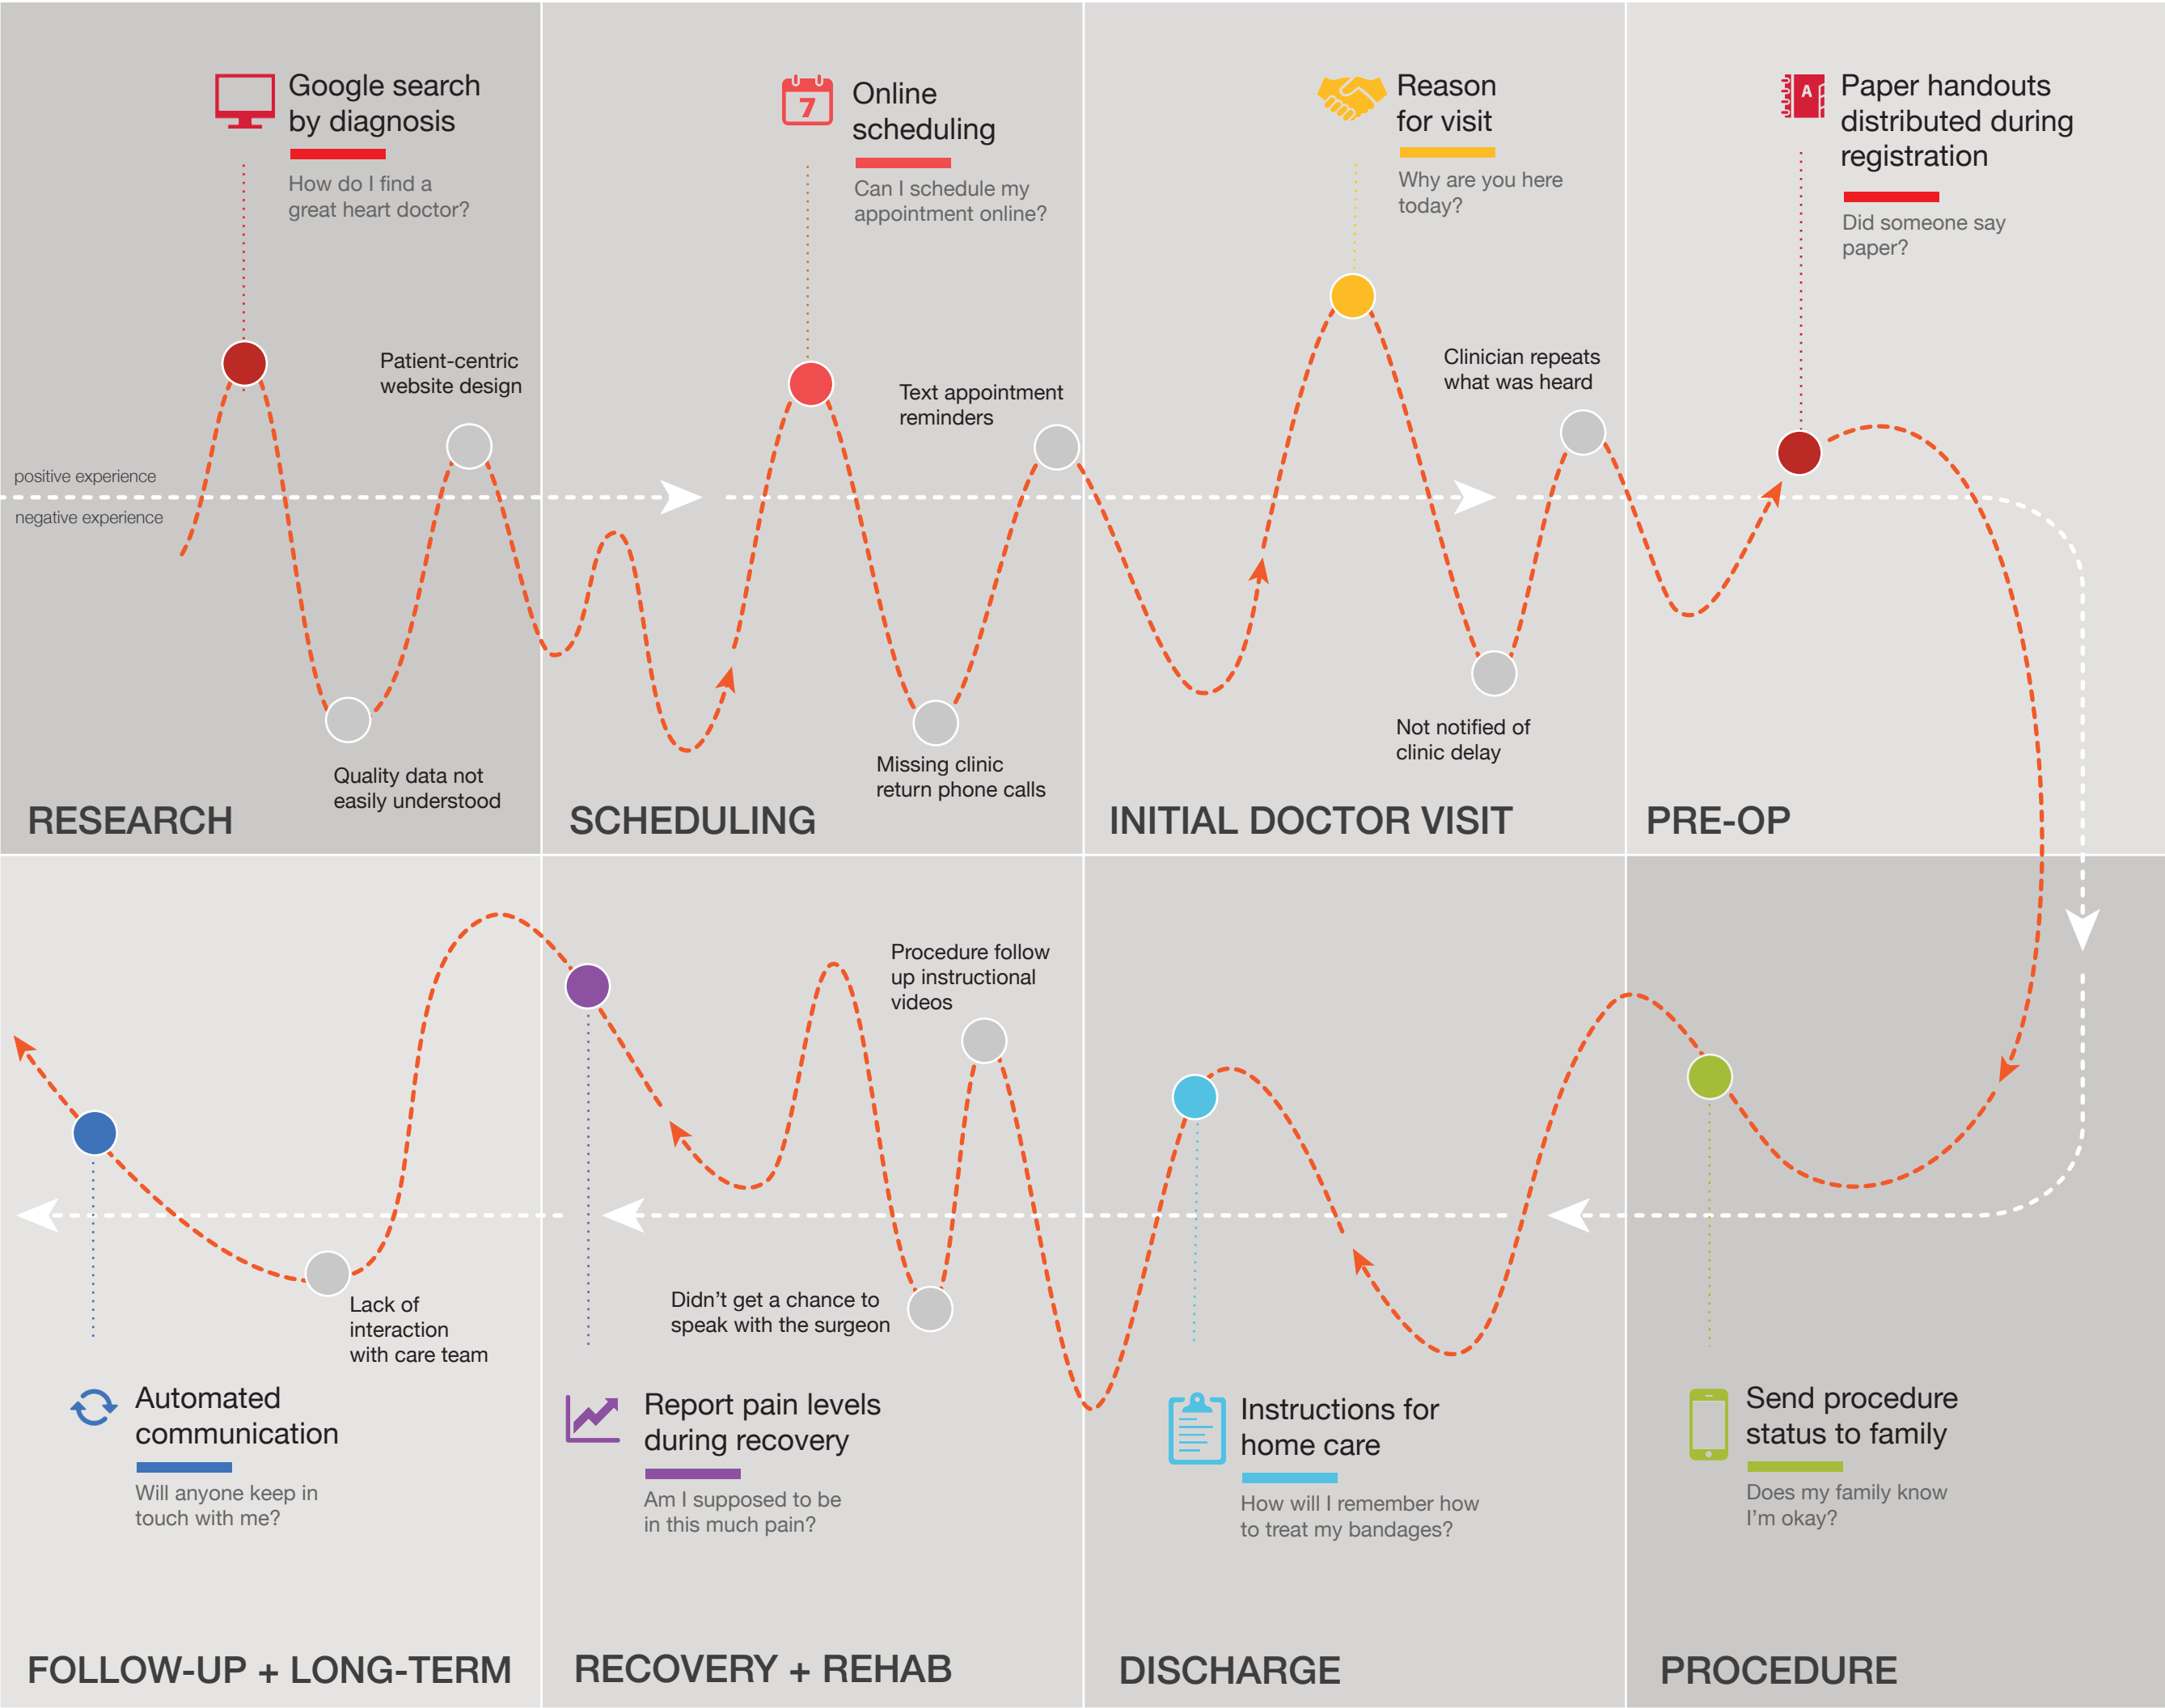 Google search
by diagnosis
How do I find a
great heart doctor?
Patient-centric
website design
positive experience
negative experience
Quality data not
easily understood
RESEARCH
7
Online
scheduling
Can I schedule my
appointment online?
Text appointment
reminders
Missing clinic
return phone calls
SCHEDULING
Reason
for visit
Why are you here
today?
Clinician repeats
what was heard
Not notified of
clinic delay
INITIAL DOCTOR VISIT
A
Paper handouts
distributed during
registration
Did someone say
paper?
PRE-OP
Send procedure
status to family
Does my family know
I'm okay?
PROCEDURE
Instructions for
home care
How will I remember how
to treat my bandages?
DISCHARGE
Procedure follow
up instructional
videos
Didn't get a chance to
speak with the surgeon
Report pain levels
during recovery
Am I supposed to be
in this much pain?
RECOVERY + REHAB
Lack of
interaction
with care team
Automated
communication
Will anyone keep in
touch with me?
FOLLOW-UP + LONG-TERM